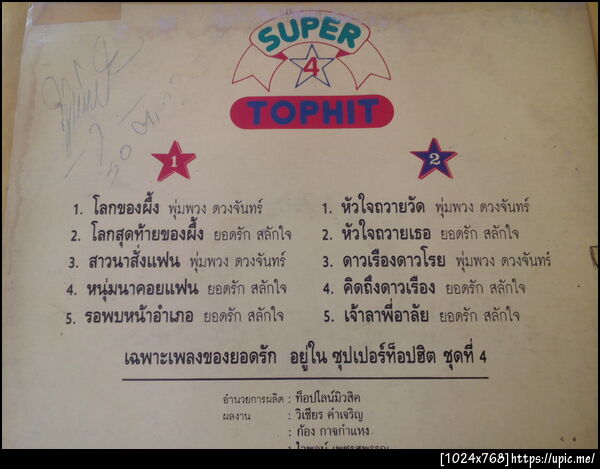 SUPER
4
TOPHIT
1
1. โลกของผึ้ง พุ่มพวง ดวงจันทร์
2. โลกสุดท้ายของผึ้ง ยอดรัก สลักใจ
3. สาวนาสั่งแฟน พุ่มพวง ดวงจันทร์
4. หนุ่มนาคอยแฟน ยอดรัก สลักใจ
5. รอพบหน้าอำเภอ ยอดรัก สลักใจ
2
1. หัวใจถวายวัด พุ่มพวง ดวงจันทร์
2. หัวใจถวายเธอ ยอดรัก สลักใจ
3. ดาวเรืองดาวโรย พุ่มพวง ดวงจันทร์
4. คิดถึงดาวเรือง ยอดรัก สลักใจ
5. เจ้าลาพี่อาลัย ยอดรัก สลักใจ
เฉพาะเพลงของยอดรัก อยู่ใน ซุปเปอร์ท็อปฮิต ชุดที่ 4
อำนวยการผลิต : ท็อปไลน์มิวสิค
ผลงาน : วิเชียร คำเจริญ
: ก้อง กาจกำแหง
[1024x768]https://upic.me/